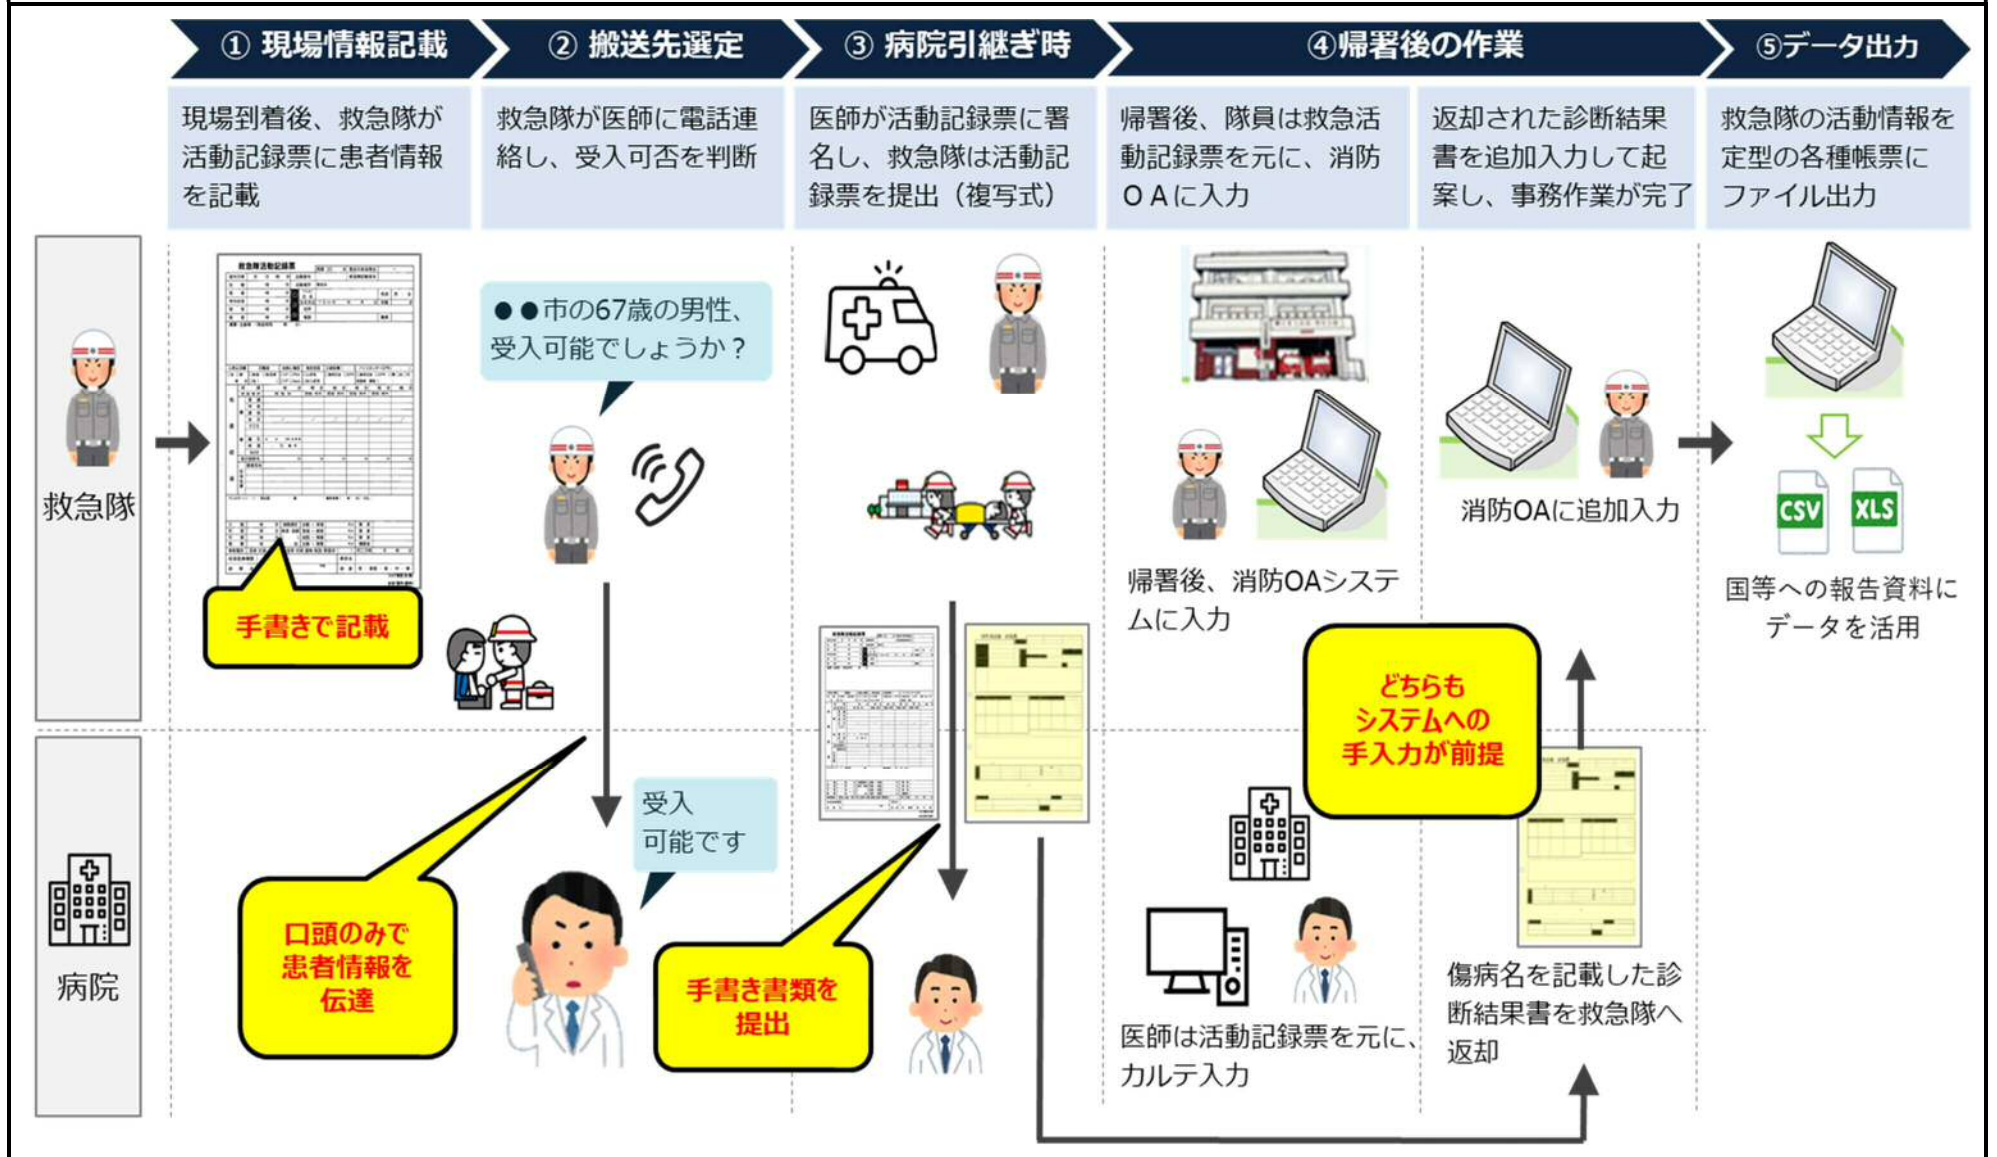 ① 現場情報記載
② 搬送先選定
③ 病院引継ぎ時
④帰署後の作業
⑤データ出力
現場到着後、救急隊が
活動記録票に患者情報
を記載
救急隊が医師に電話連
絡し、受入可否を判断
医師が活動記録票に署
名し、救急隊は活動記
録票を提出（複写式）
帰署後、隊員は救急活
動記録票を元に、消防
ＯＡに入力
返却された診断結果
書を追加入力して起
案し、事務作業が完了
救急隊の活動情報を
定型の各種帳票に
ファイル出力
救急隊
救急隊活動記録票
手書きで記載
●●市の67歳の男性、
受入可能でしょうか？
帰署後、消防OAシステ
ムに入力
消防OAに追加入力
CSV
XLS
国等への報告資料に
データを活用
どちらも
システムへの
手入力が前提
病院
口頭のみで
患者情報を
伝達
受入
可能です
手書き書類を
提出
医師は活動記録票を元に、
カルテ入力
傷病名を記載した診
断結果書を救急隊へ
返却